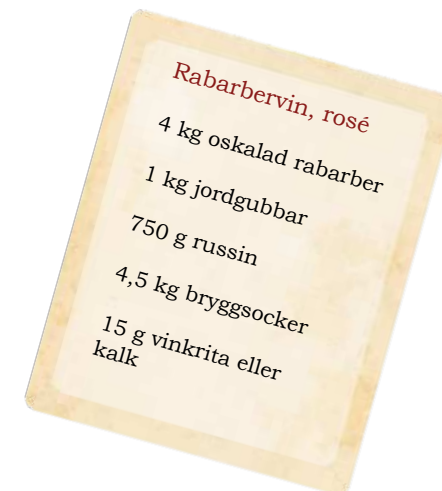 Rabarbervin, rosé
4 kg oskalad rabarber
1 kg jordgubbar
750 g russin
4,5 kg bryggsocker
15 g vinkrita eller
kalk